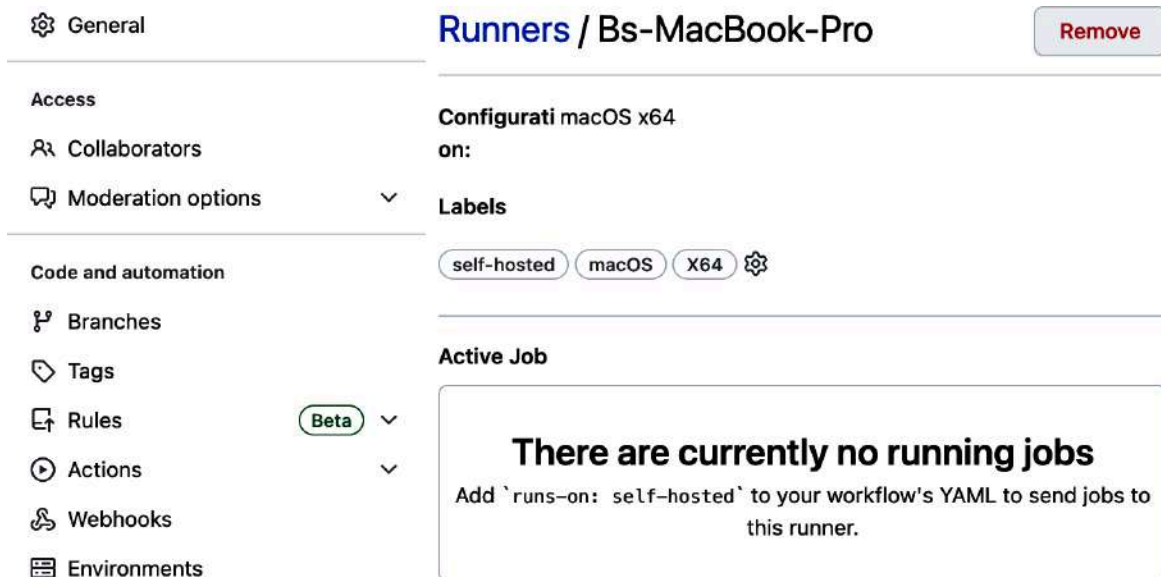 General
Access
Collaborators
Moderation options
Code and automation
Branches
Tags
Rules Beta
Actions
Webhooks
Environments
Runners / Bs-MacBook-Pro
Remove
Configurati macOS x64
on:
Labels
self-hosted macOS X64
Active Job
There are currently no running jobs
Add `runs-on: self-hosted` to your workflow's YAML to send jobs to
this runner.